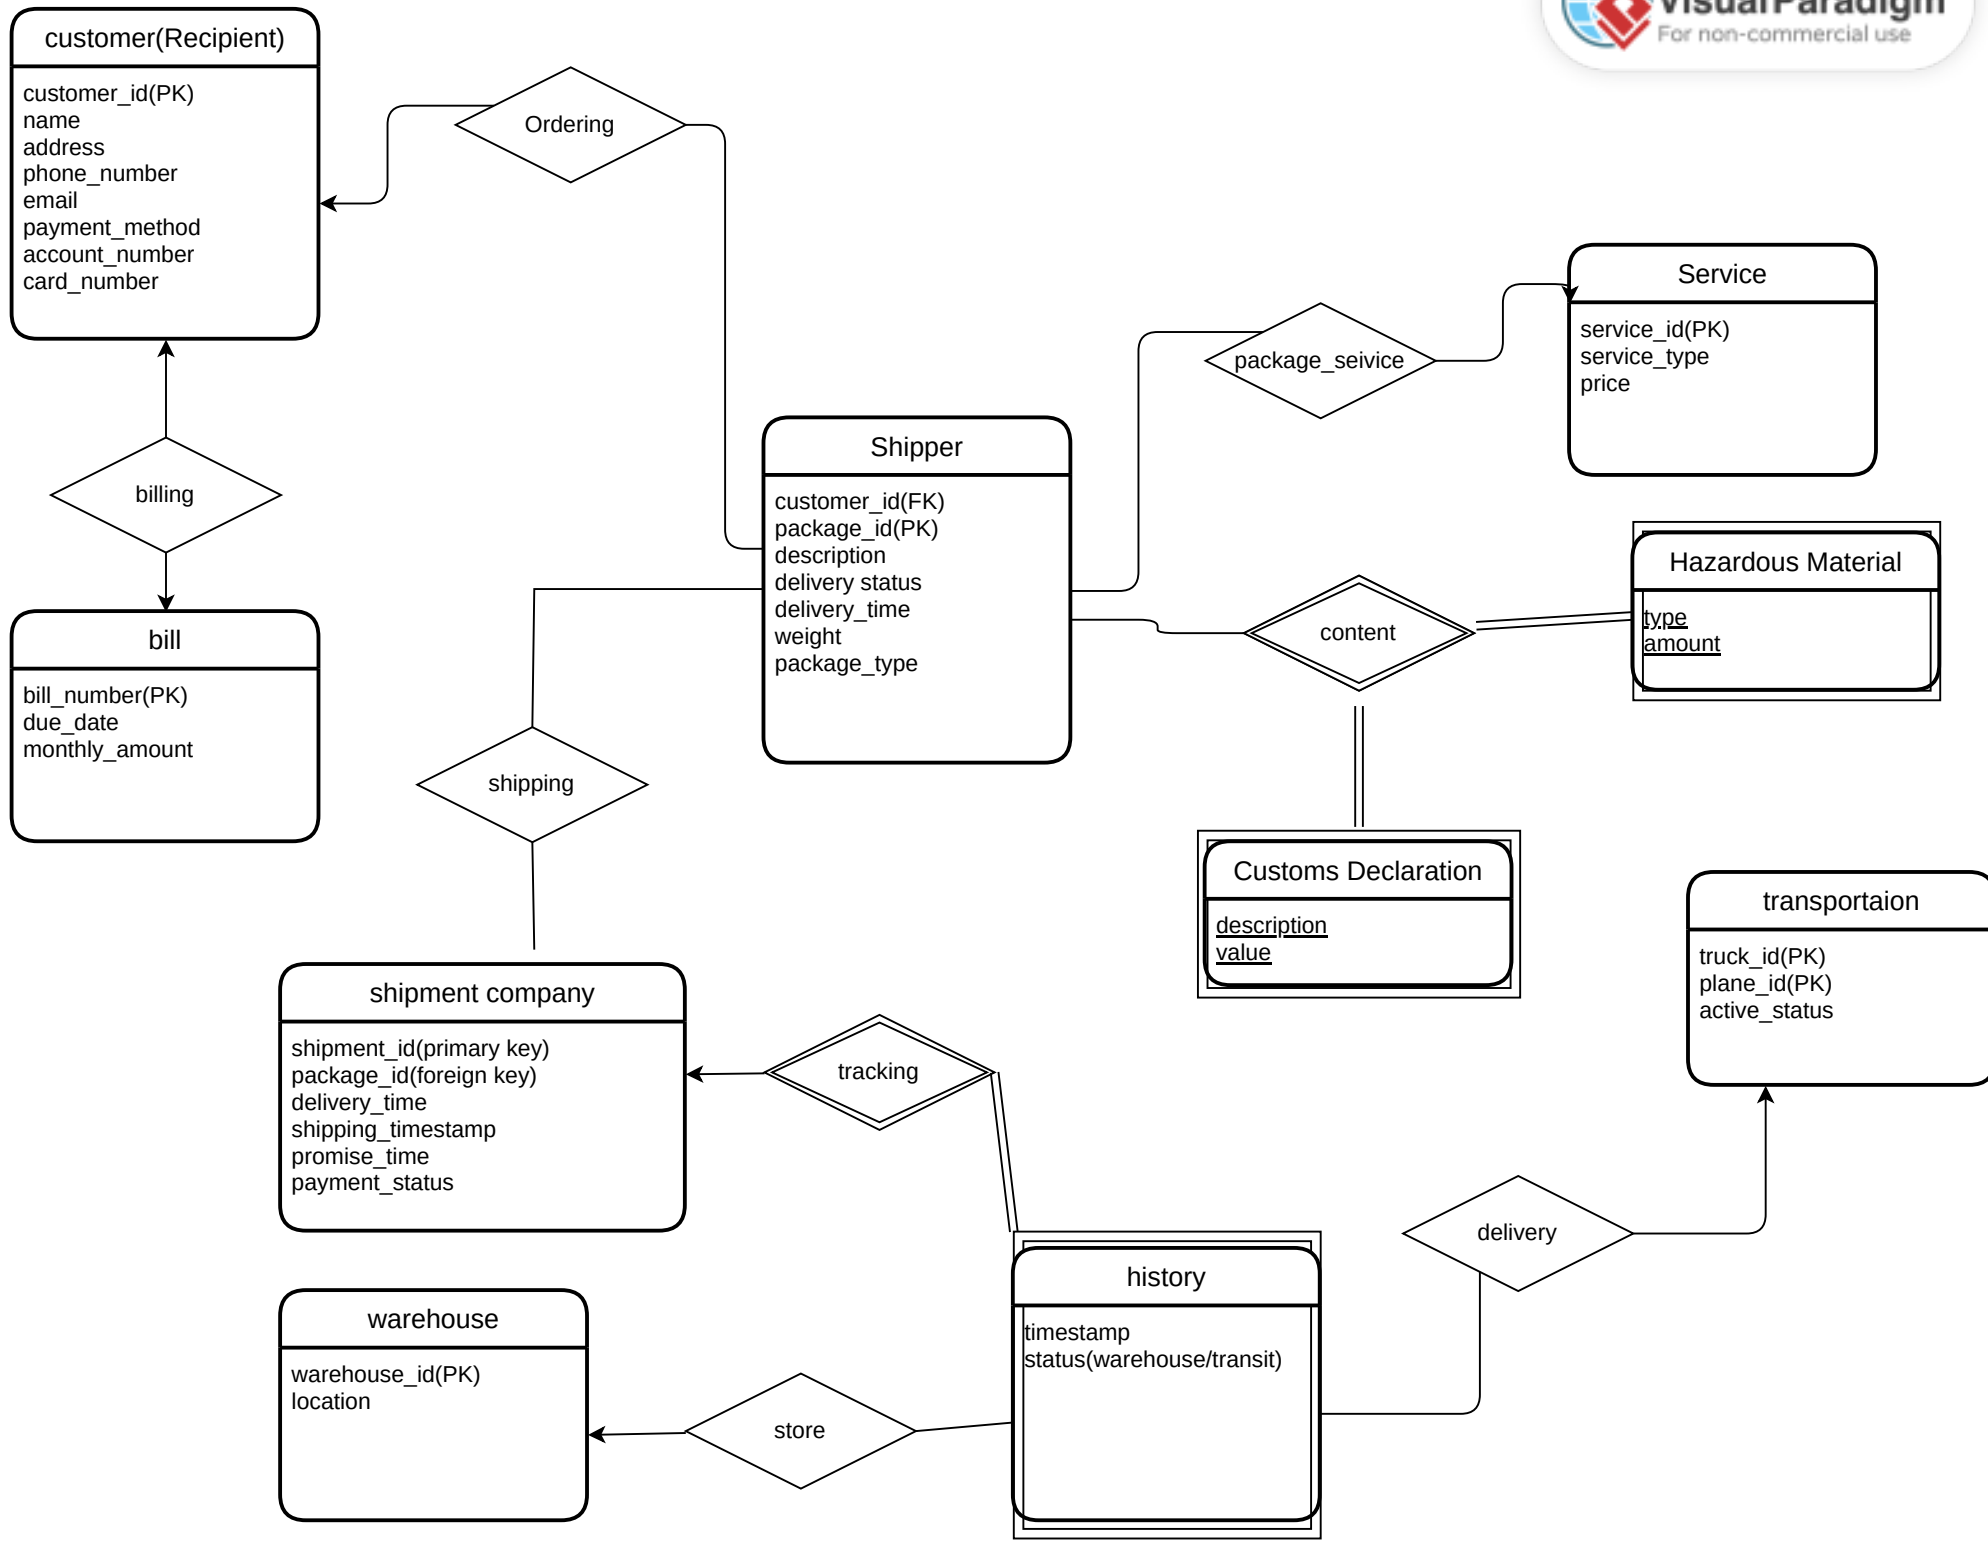 VisualParadigm
For non-commercial use
customer(Recipient)
customer_id(PK)
name
address
phone_number
email
payment_method
account_number
card_number
Ordering
Service
service_id(PK)
service_type
price
package_seivice
Shipper
customer_id(FK)
package_id(PK)
description
delivery status
delivery_time
weight
package_type
billing
Hazardous Material
type
amount
content
bill
bill_number(PK)
due_date
monthly_amount
shipping
Customs Declaration
description
value
transportaion
truck_id(PK)
plane_id(PK)
active_status
shipment company
shipment_id(primary key)
package_id(foreign key)
delivery_time
shipping_timestamp
promise_time
payment_status
tracking
delivery
history
timestamp
status(warehouse/transit)
warehouse
warehouse_id(PK)
location
store